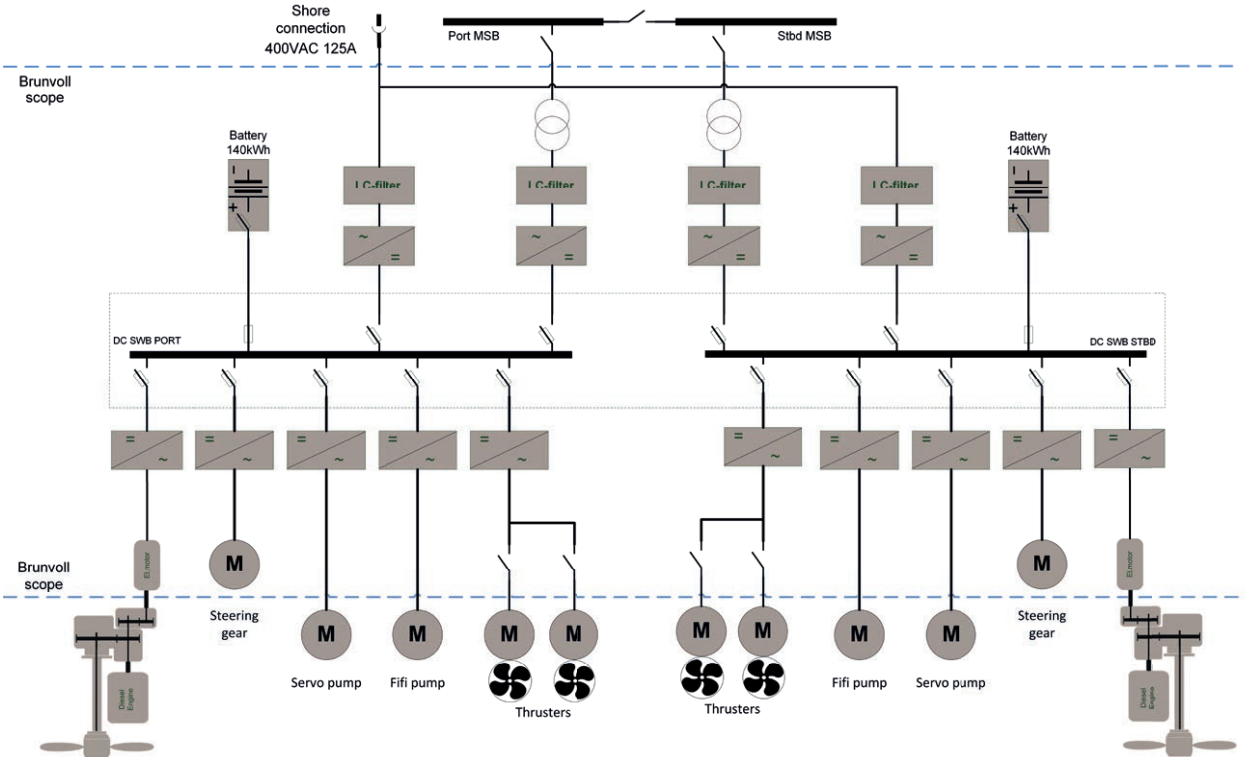 Shore
connection
400VAC 125A
Port MSB
Stbd MSB
Brunvoll
scope
Battery
140kWh
Battery
140kWh
LC-filter
LC-filter
LC-filter
LC-filter
~
=
~
=
~
=
~
=
DC SWB PORT
DC SWB STBD
=
~
=
~
=
~
=
~
=
~
=
~
=
~
=
~
=
~
=
~
El.motor
M
M
El.motor
Brunvoll
scope
Steering
gear
Steering
gear
M
M
M
M
M
M
M
M
Diesel
Engine
Servo pump
Fifi pump
Thrusters
Thrusters
Fifi pump
Servo pump
Diesel
Engine